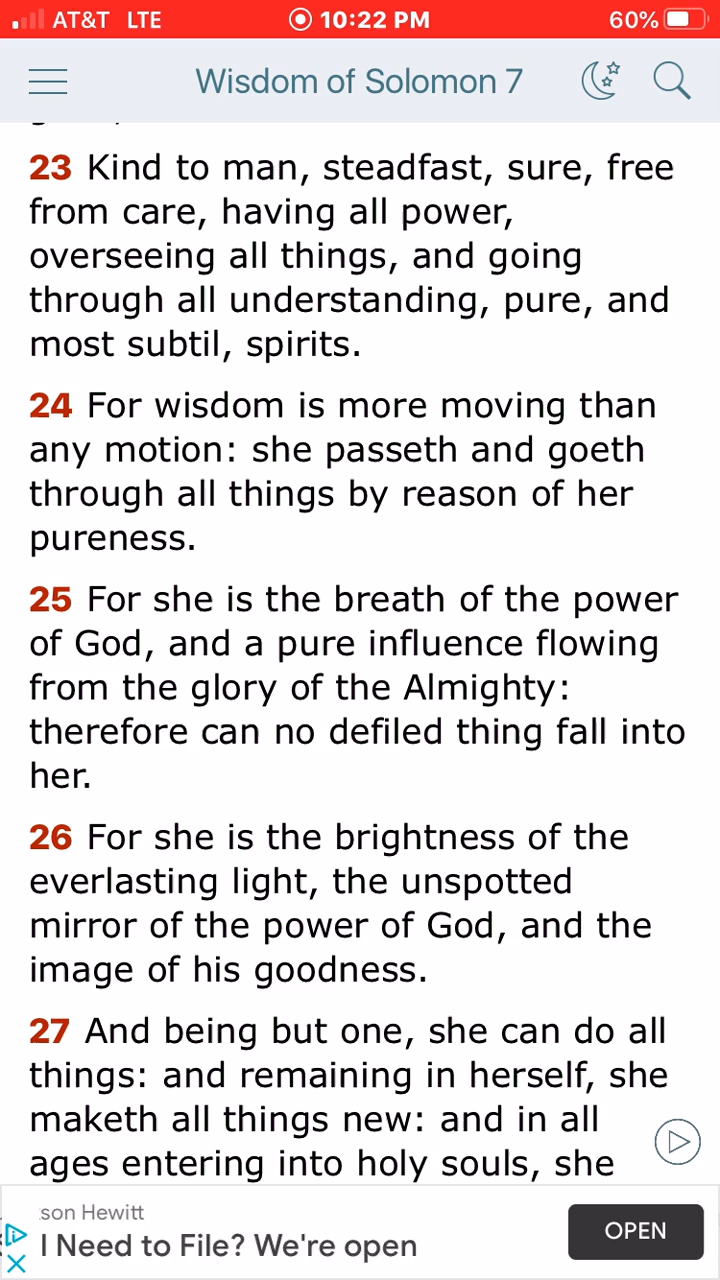 AT&T LTE 10:22 PM 60%
Wisdom of Solomon 7
23 Kind to man, steadfast, sure, free
from care, having all power,
overseeing all things, and going
through all understanding, pure, and
most subtil, spirits.
24 For wisdom is more moving than
any motion: she passeth and goeth
through all things by reason of her
pureness.
25 For she is the breath of the power
of God, and a pure influence flowing
from the glory of the Almighty:
therefore can no defiled thing fall into
her.
26 For she is the brightness of the
everlasting light, the unspotted
mirror of the power of God, and the
image of his goodness.
27 And being but one, she can do all
things: and remaining in herself, she
maketh all things new: and in all
ages entering into holy souls, she
son Hewitt
I Need to File? We're open
OPEN